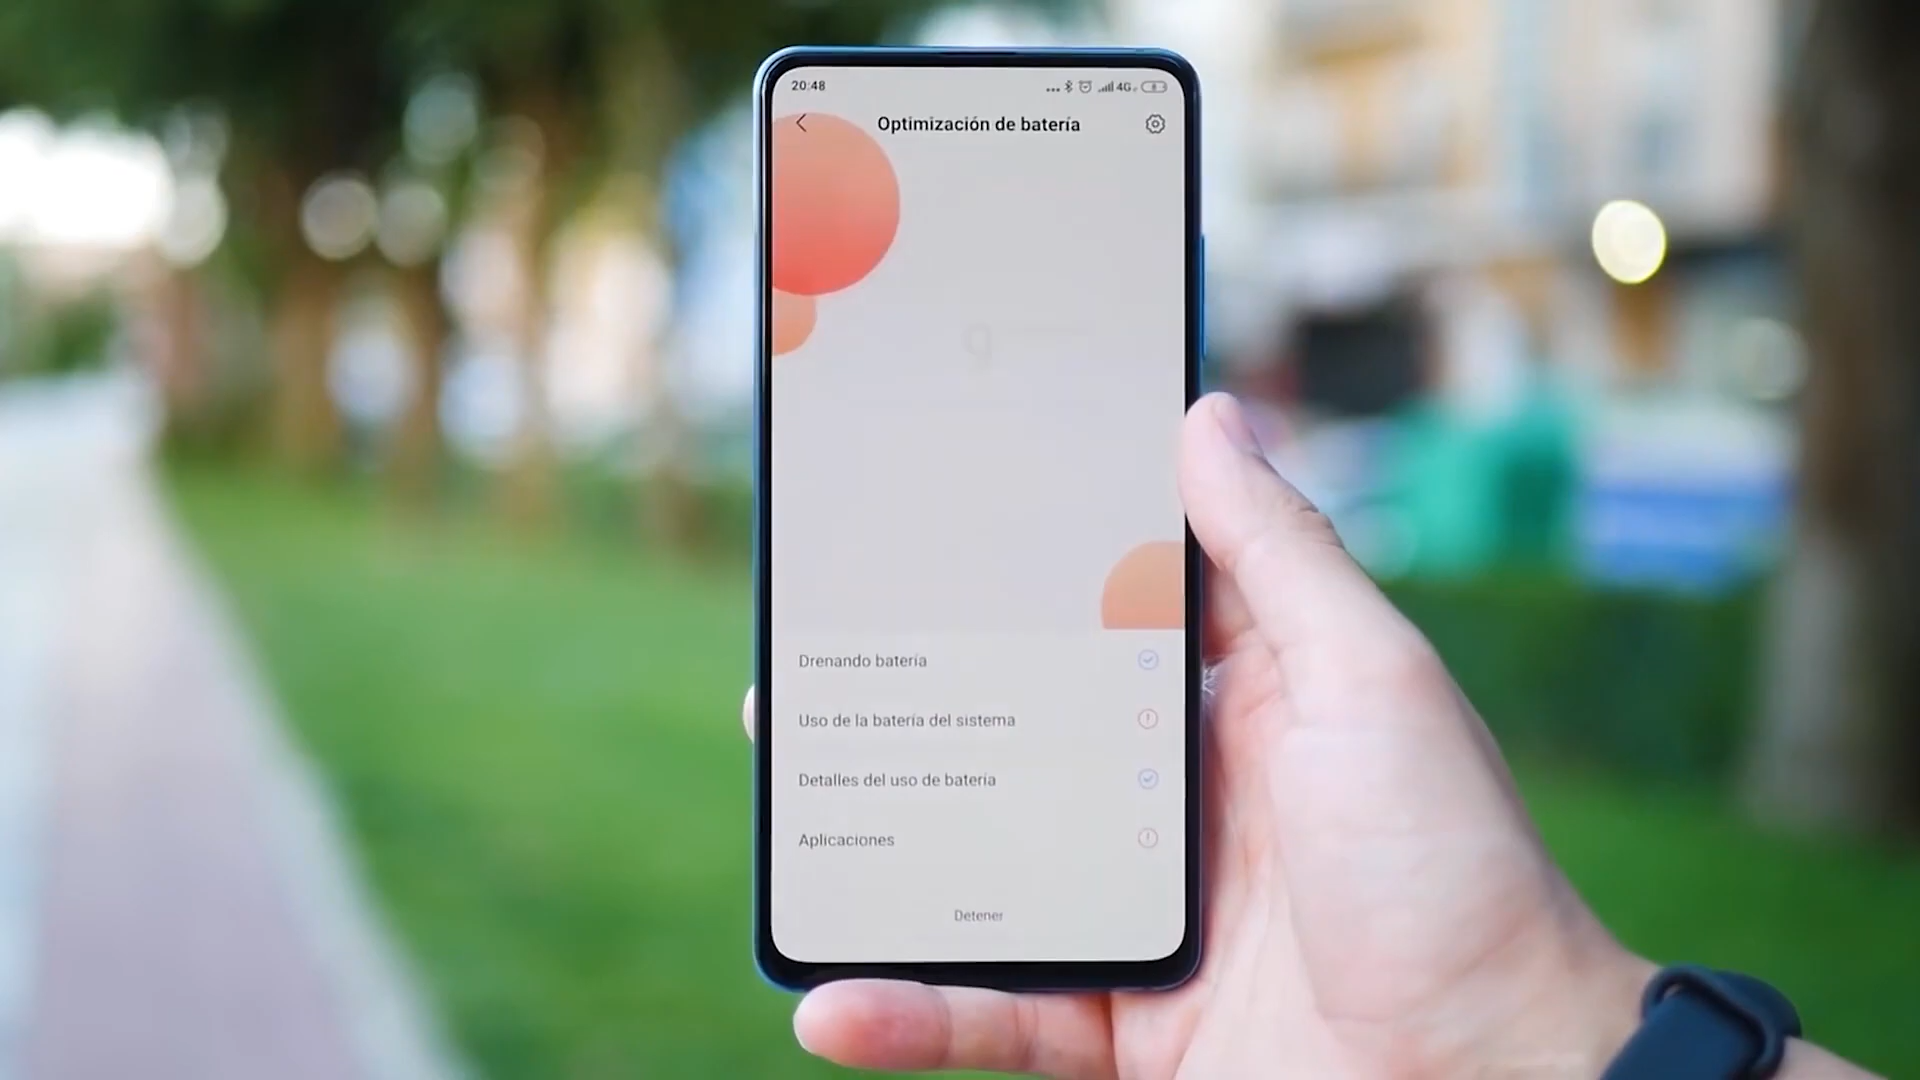 20:48
4G
Optimización de batería
9
Drenando batería
Uso de la batería del sistema
Detalles del uso de batería
Aplicaciones
Detener